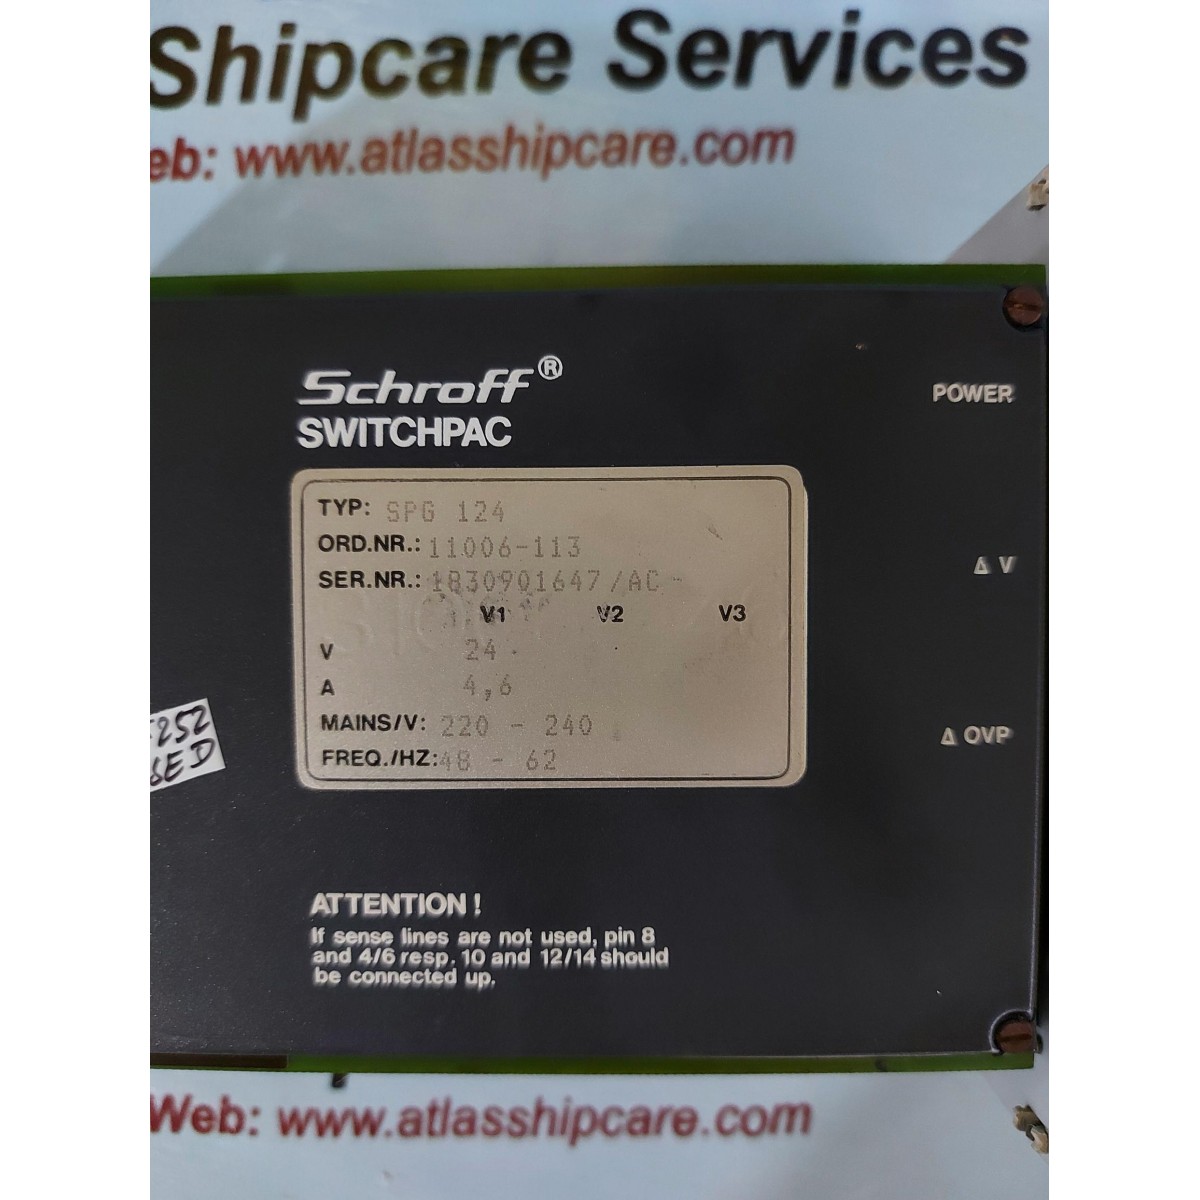 Shipcare Services
eb: www.atlasshipcare.com
Schroff®
SWITCHPAC
POWER
TYP: SPG 124
ORD.NR.: 11006-113
SER.NR.: 1830901647/AC-
Δ V
V1 V2 V3
V 24
A 4,6
MAINS/V: 220 - 240
FREQ./HZ: 48 - 62
252
SED
Δ OVP
ATTENTION !
If sense lines are not used, pin 8
and 4/6 resp. 10 and 12/14 should
be connected up.
Web: www.atlasshipcare.com